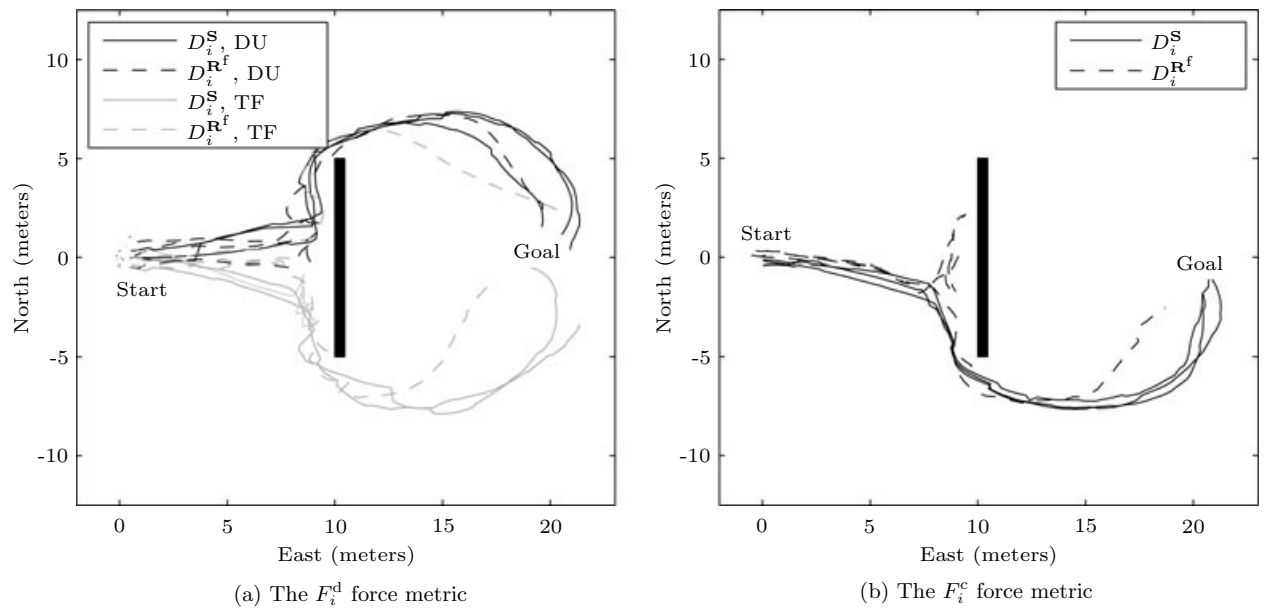 D_i^S, DU
D_i^{R^f}, DU
D_i^S, TF
D_i^{R^f}, TF
10
5
0
-5
-10
North (meters)
Start
Goal
0 5 10 15 20
East (meters)
(a) The F_i^d force metric
D_i^S
D_i^{R^f}
10
5
0
-5
-10
North (meters)
Start
Goal
0 5 10 15 20
East (meters)
(b) The F_i^c force metric